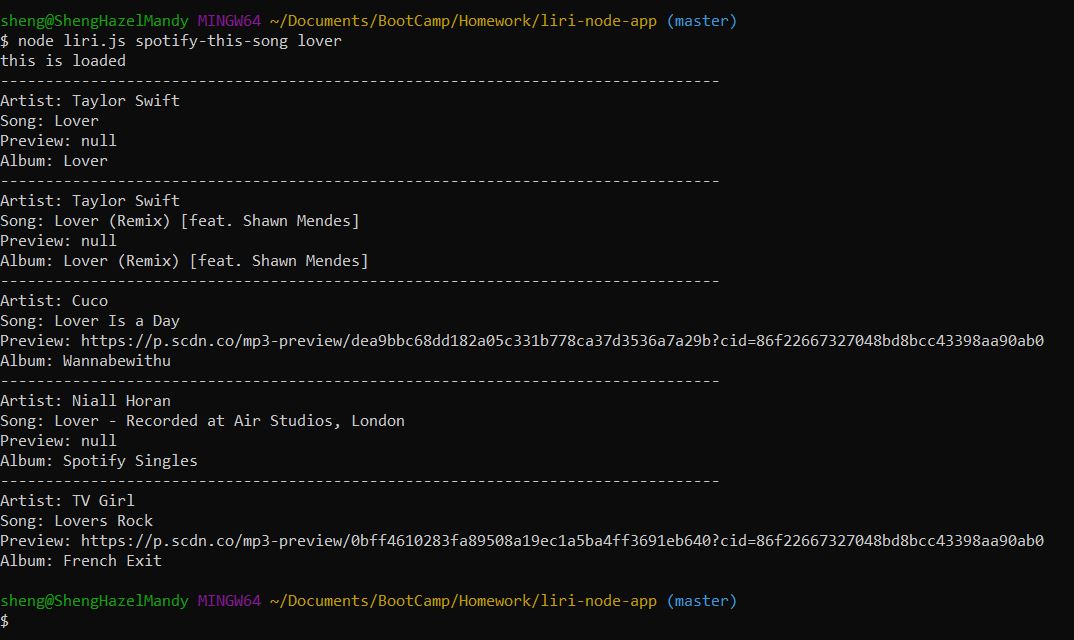 sheng@ShengHazelMandy MINGW64 ~/Documents/BootCamp/Homework/liri-node-app (master)
$ node liri.js spotify-this-song lover
this is loaded
--------------------------------------------------------------------------------
Artist: Taylor Swift
Song: Lover
Preview: null
Album: Lover
--------------------------------------------------------------------------------
Artist: Taylor Swift
Song: Lover (Remix) [feat. Shawn Mendes]
Preview: null
Album: Lover (Remix) [feat. Shawn Mendes]
--------------------------------------------------------------------------------
Artist: Cuco
Song: Lover Is a Day
Preview: https://p.scdn.co/mp3-preview/dea9bbc68dd182a05c331b778ca37d3536a7a29b?cid=86f22667327048bd8bcc43398aa90ab0
Album: Wannabewithu
--------------------------------------------------------------------------------
Artist: Niall Horan
Song: Lover - Recorded at Air Studios, London
Preview: null
Album: Spotify Singles
--------------------------------------------------------------------------------
Artist: TV Girl
Song: Lovers Rock
Preview: https://p.scdn.co/mp3-preview/0bff4610283fa89508a19ec1a5ba4ff3691eb640?cid=86f22667327048bd8bcc43398aa90ab0
Album: French Exit
sheng@ShengHazelMandy MINGW64 ~/Documents/BootCamp/Homework/liri-node-app (master)
$